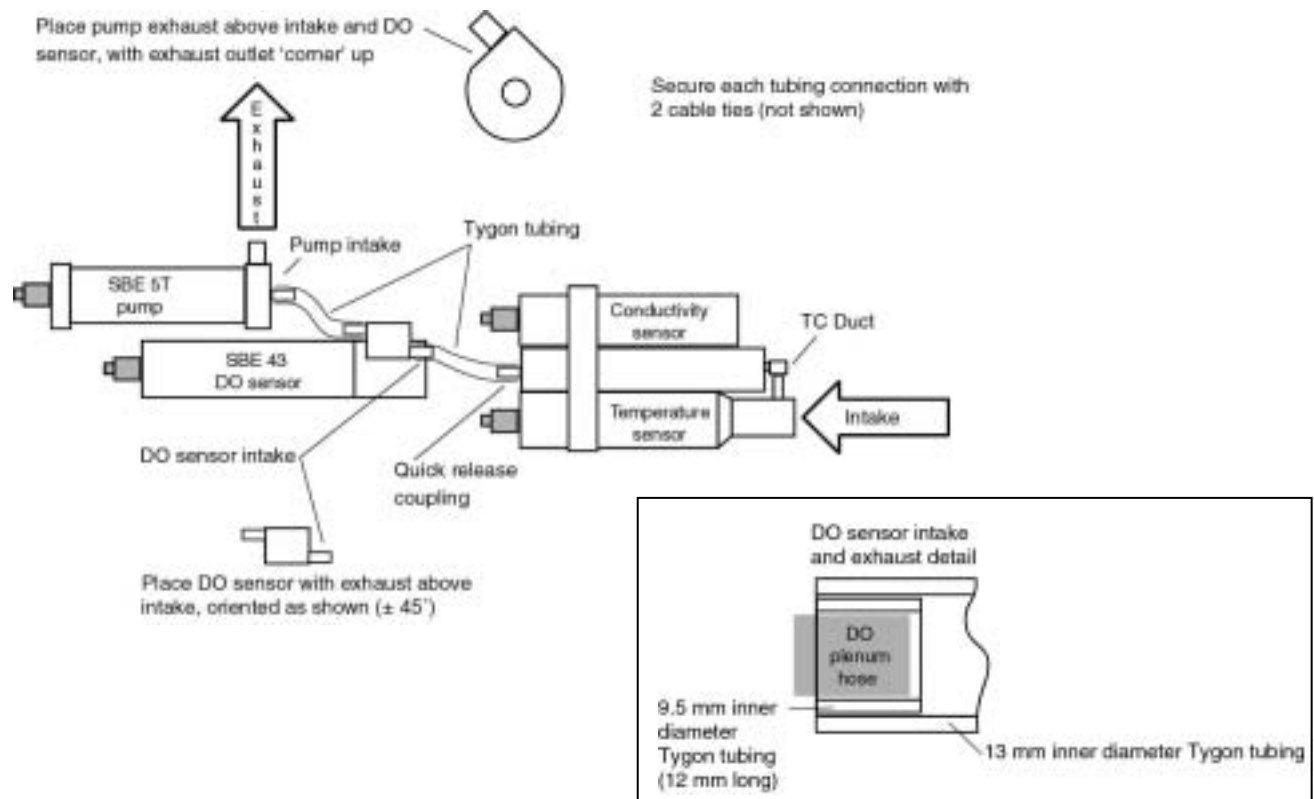 Place pump exhaust above intake and DO
sensor, with exhaust outlet 'corner' up
Secure each tubing connection with
2 cable ties (not shown)
Exhaust
Pump intake
Tygon tubing
SBE 5T
pump
Conductivity
sensor
TC Duct
SBE 43
DO sensor
Temperature
sensor
Intake
DO sensor intake
Quick release
coupling
Place DO sensor with exhaust above
intake, oriented as shown (± 45˚)
DO sensor intake
and exhaust detail
DO
plenum
hose
9.5 mm inner
diameter
Tygon tubing
(12 mm long)
13 mm inner diameter Tygon tubing